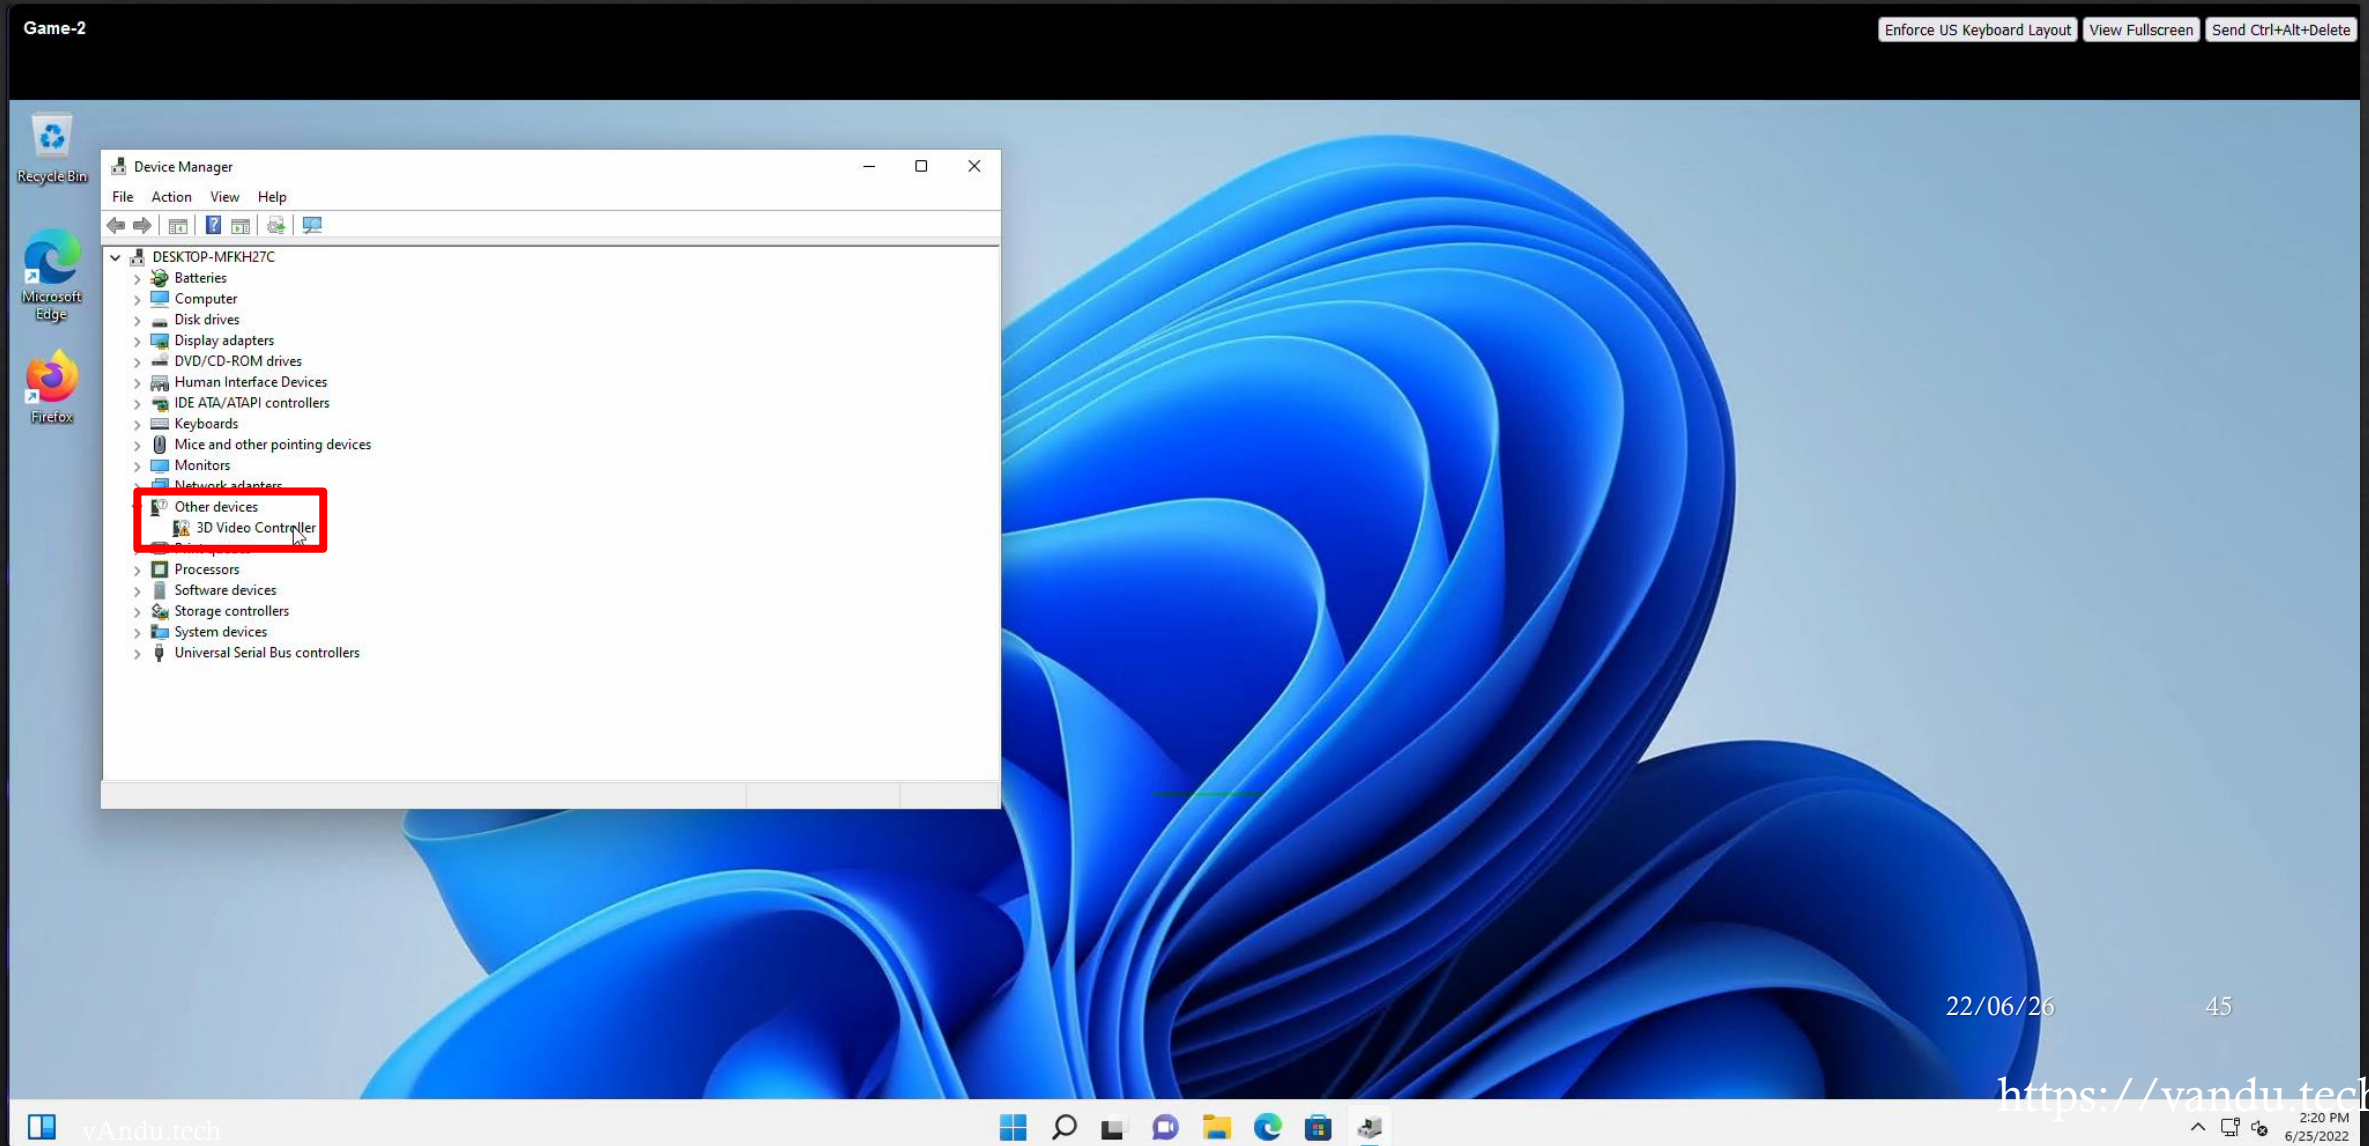 Game-2
Enforce US Keyboard Layout View Fullscreen Send Ctrl+Alt+Delete
Recycle Bin
Microsoft
Edge
Firefox
Device Manager
File Action View Help
DESKTOP-MFKH27C
Batteries
Computer
Disk drives
Display adapters
DVD/CD-ROM drives
Human Interface Devices
IDE ATA/ATAPI controllers
Keyboards
Mice and other pointing devices
Monitors
Network adapters
Other devices
3D Video Controller
Print queues
Processors
Software devices
Storage controllers
System devices
Universal Serial Bus controllers
22/06/26 45
https://vandu.tech
vAndu.tech
2:20 PM
6/25/2022